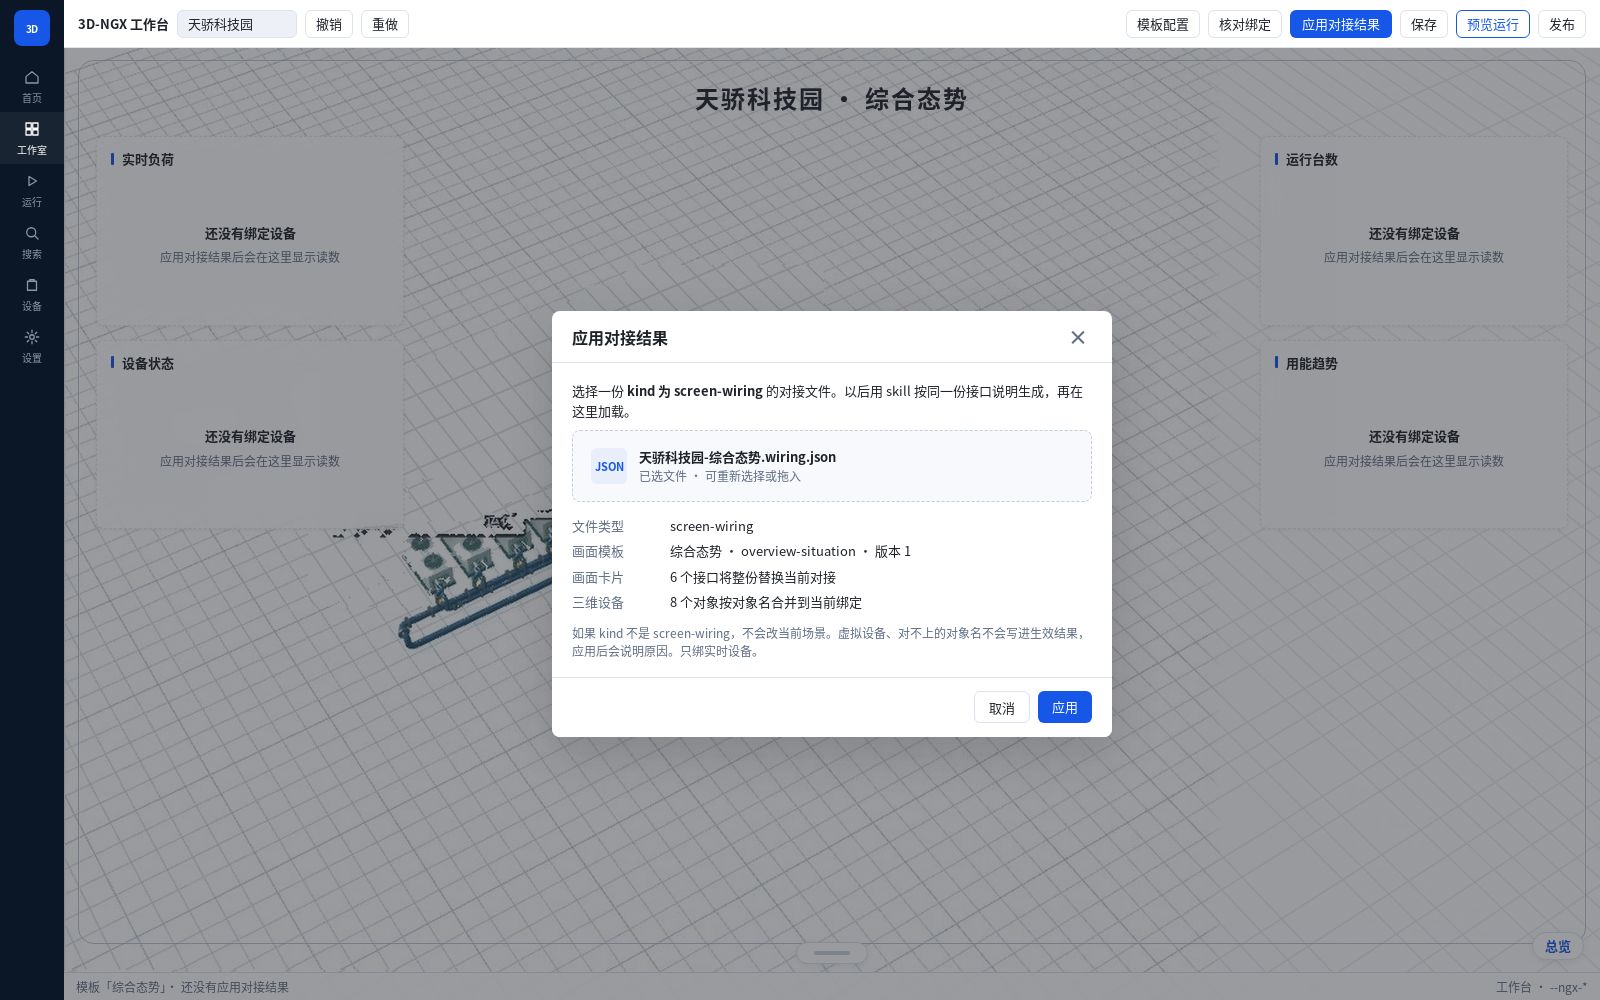 3D
3D-NGX 工作台
天骄科技园
撤销
重做
模板配置
核对绑定
应用对接结果
保存
预览运行
发布
首页
工作室
运行
搜索
设备
设置
天骄科技园 · 综合态势
实时负荷
还没有绑定设备
应用对接结果后会在这里显示读数
设备状态
还没有绑定设备
应用对接结果后会在这里显示读数
运行台数
还没有绑定设备
应用对接结果后会在这里显示读数
用能趋势
还没有绑定设备
应用对接结果后会在这里显示读数
应用对接结果
选择一份 kind 为 screen-wiring 的对接文件。以后用 skill 按同一份接口说明生成，再在
这里加载。
JSON
天骄科技园-综合态势.wiring.json
已选文件 · 可重新选择或拖入
文件类型 screen-wiring
画面模板 综合态势 · overview-situation · 版本 1
画面卡片 6 个接口将整份替换当前对接
三维设备 8 个对象按对象名合并到当前绑定
如果 kind 不是 screen-wiring，不会改当前场景。虚拟设备、对不上的对象名不会写进生效结果，
应用后会说明原因。只绑实时设备。
取消
应用
总览
模板「综合态势」· 还没有应用对接结果
工作台 · --ngx-*